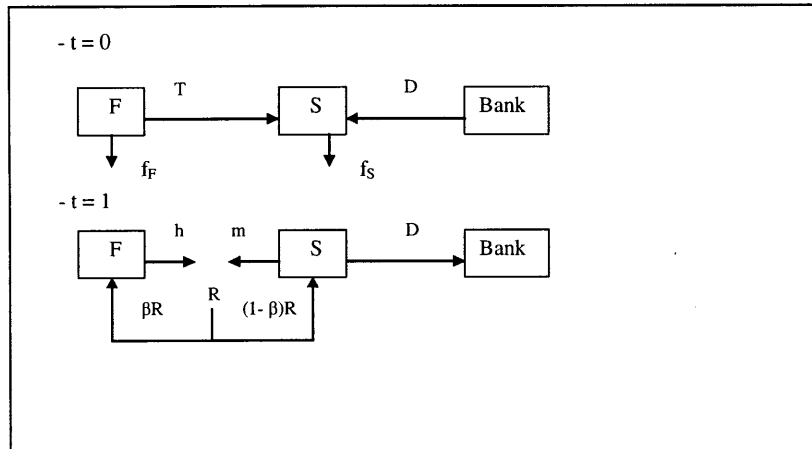 - t = 0
T D
F S Bank
f_F f_S
- t = 1
h m D
F S Bank
R
βR (1- β)R